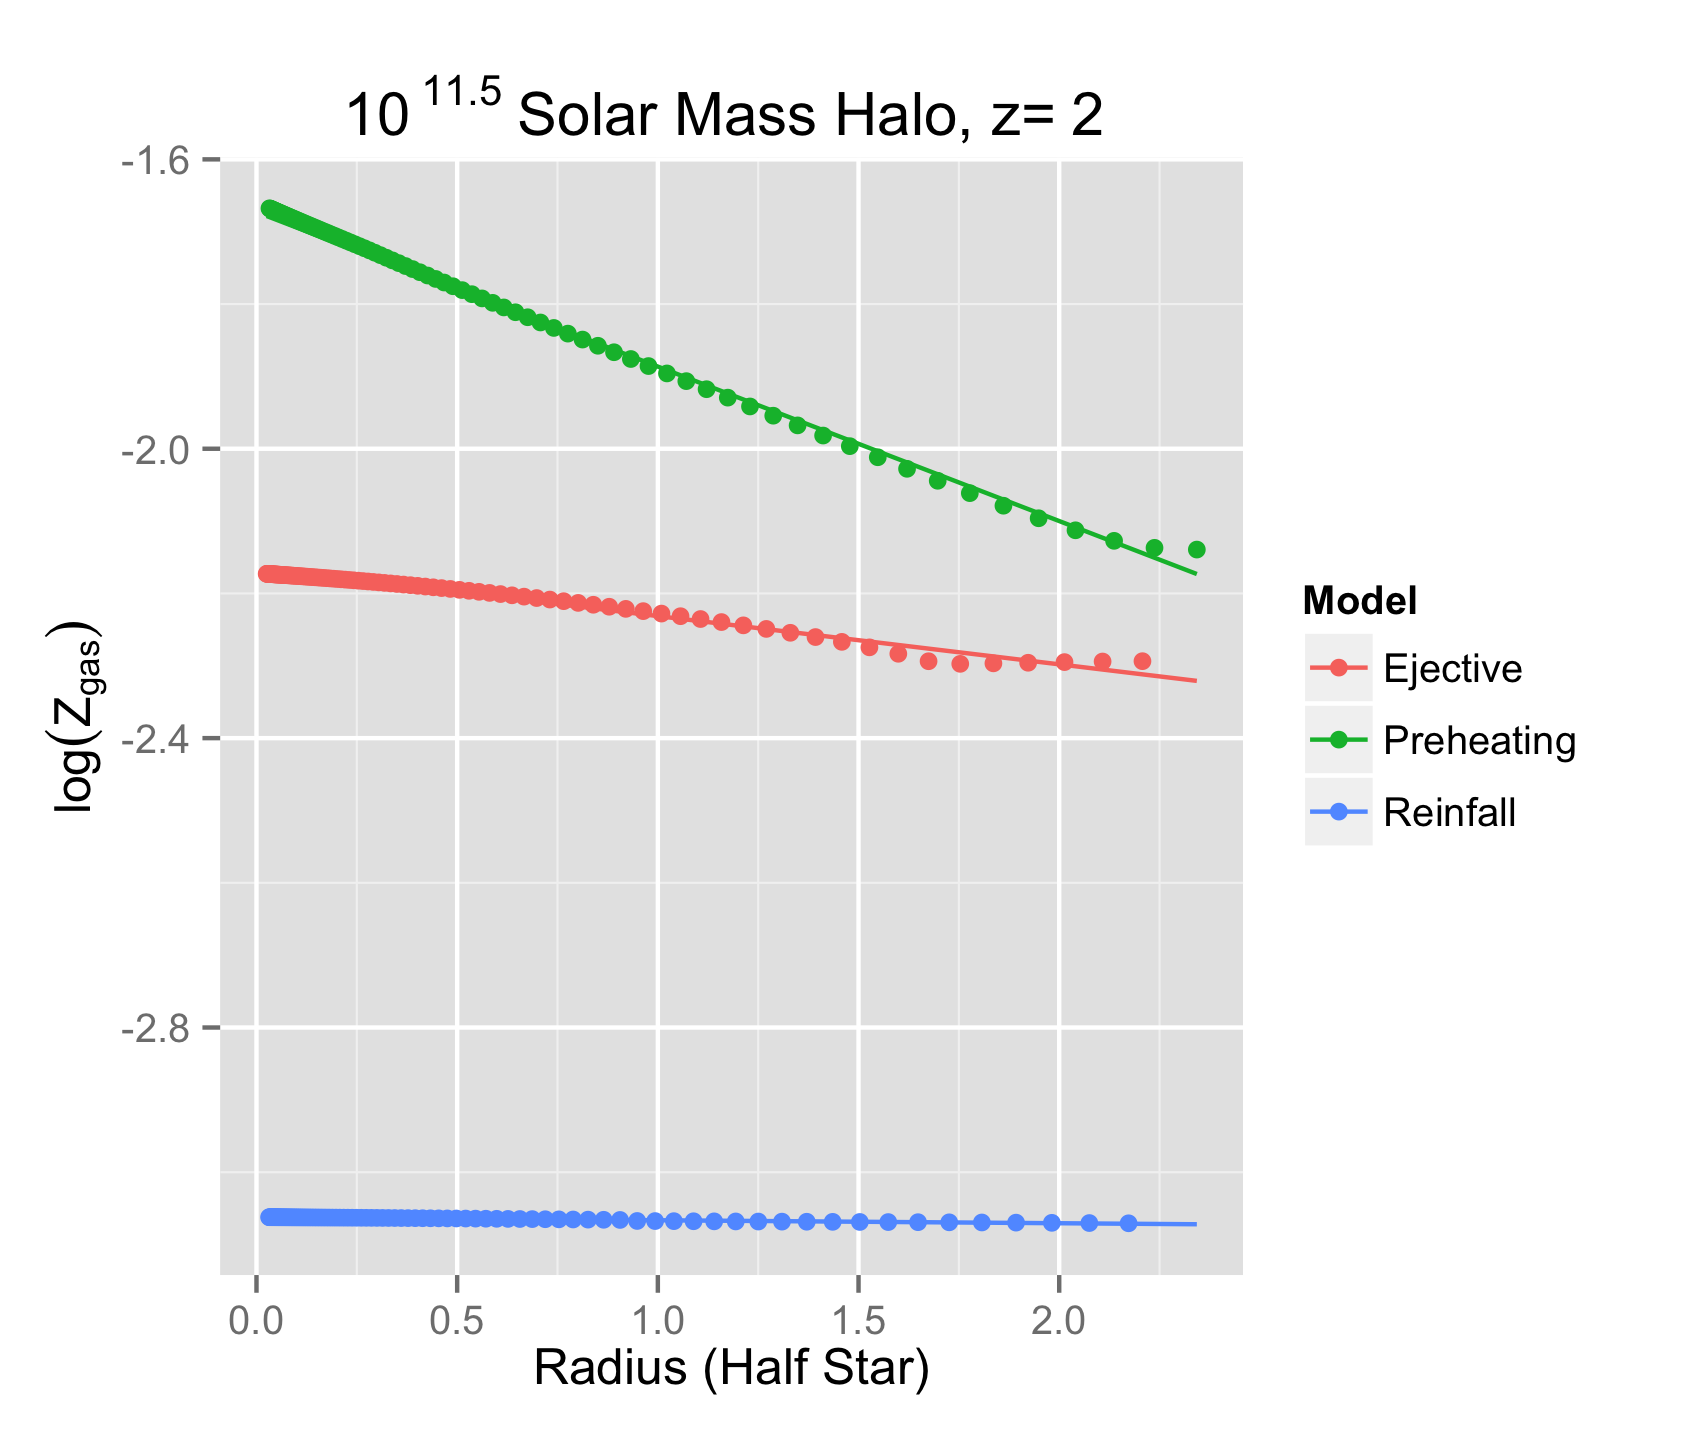 10 11.5 Solar Mass Halo, z= 2
-1.6
-2.0
-2.4
-2.8
log(Zgas)
0.0 0.5 1.0 1.5 2.0
Radius (Half Star)
Model
Ejective
Preheating
Reinfall